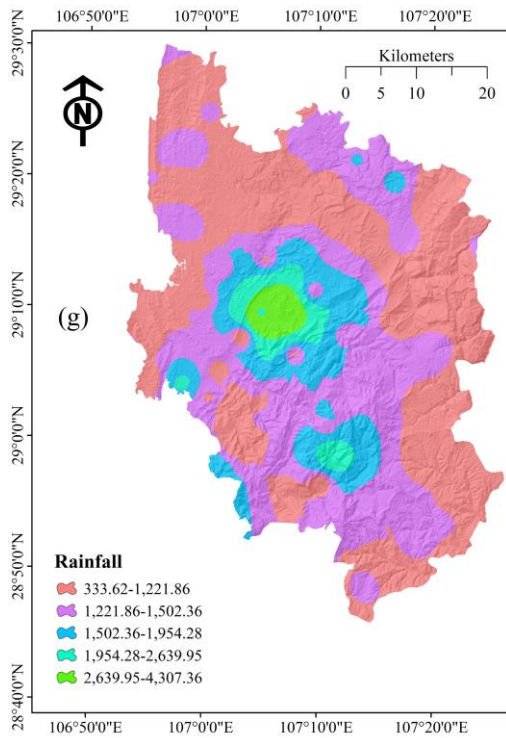 106°50'0"E 107°0'0"E 107°10'0"E 107°20'0"E
29°30'0"N
Kilometers
0 5 10 20
N
29°20'0"N
29°10'0"N
(g)
29°0'0"N
28°50'0"N
Rainfall
333.62-1,221.86
1,221.86-1,502.36
1,502.36-1,954.28
1,954.28-2,639.95
2,639.95-4,307.36
28°40'0"N
106°50'0"E 107°0'0"E 107°10'0"E 107°20'0"E